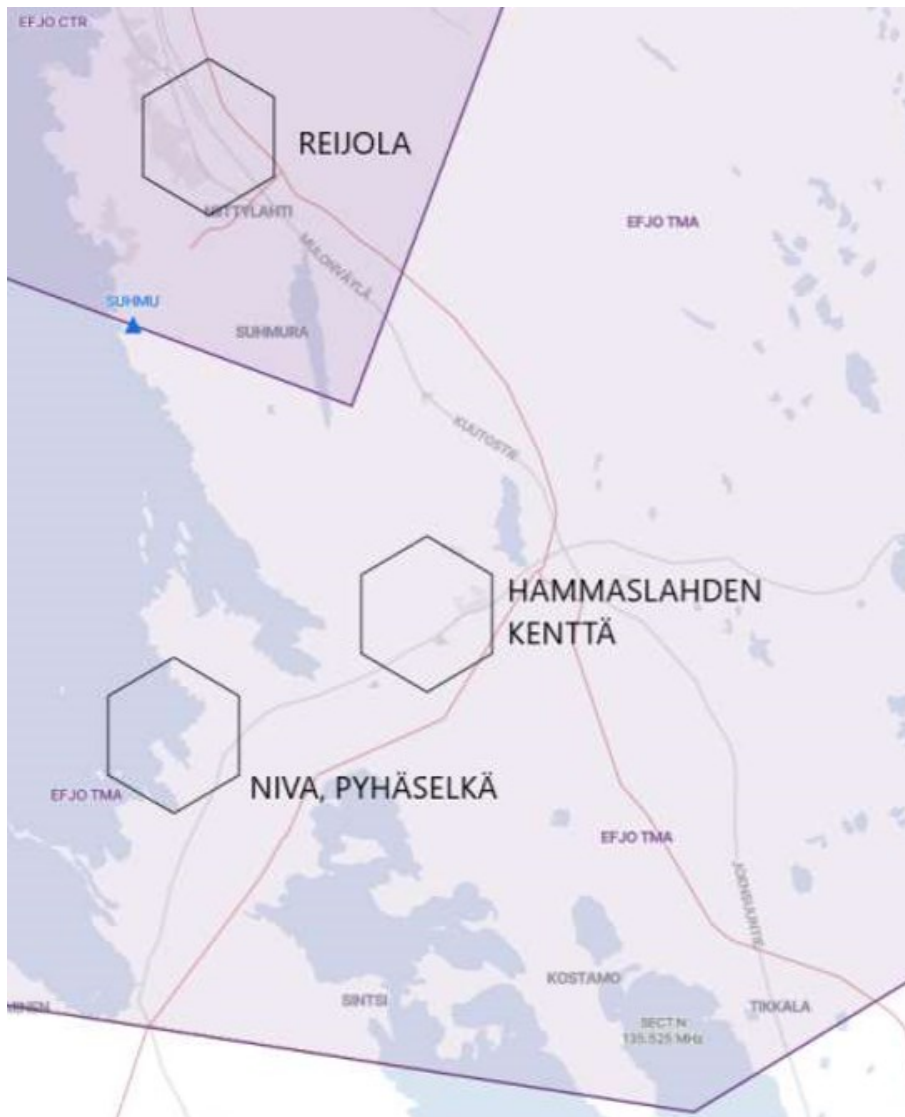 EFJO CTR
REIJOLA
NIITTYLAHTI
EFJO TMA
MULONVÄYLÄ
SUHMU
SUHMURA
KUUTOSTIE
HAMMASLAHDEN
KENTTÄ
NIVA, PYHÄSELKÄ
EFJO TMA
EFJO TMA
JOENSUUNTIE
KOSTAMO
SINTSI
TIKKALA
SECT N
135.525 MHz